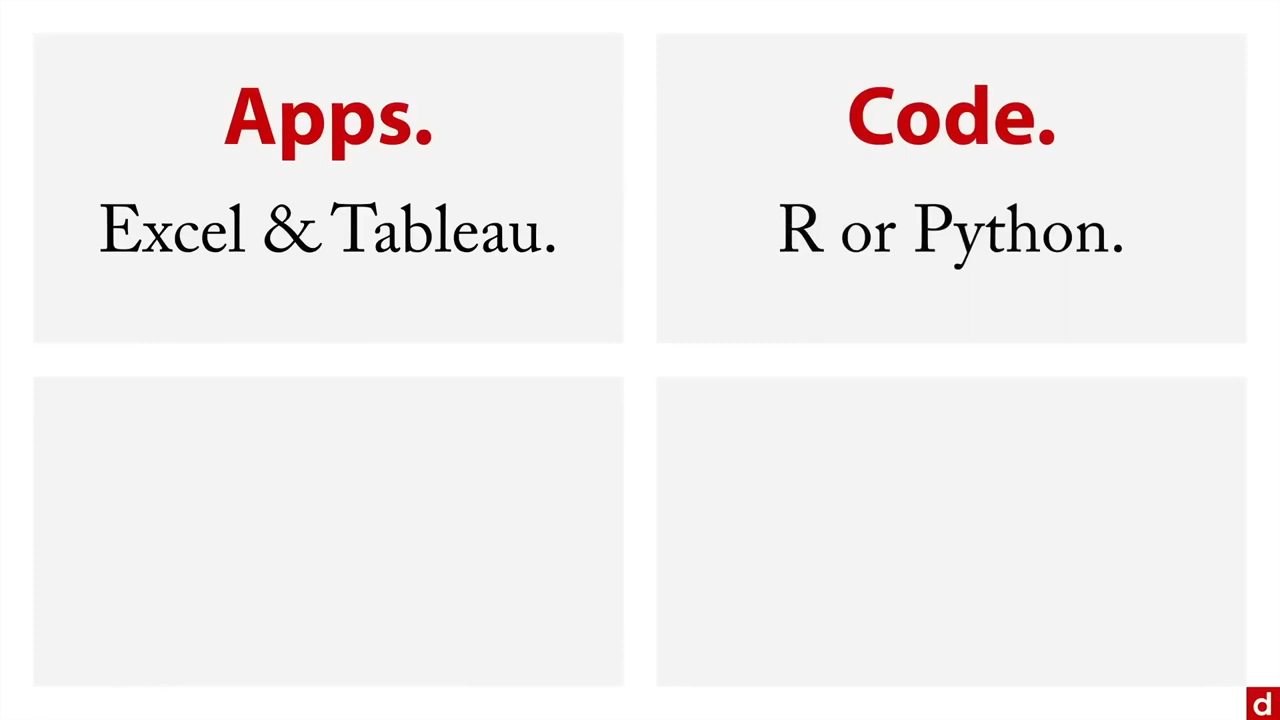 Apps.
Excel & Tableau.
Code.
R or Python.
d